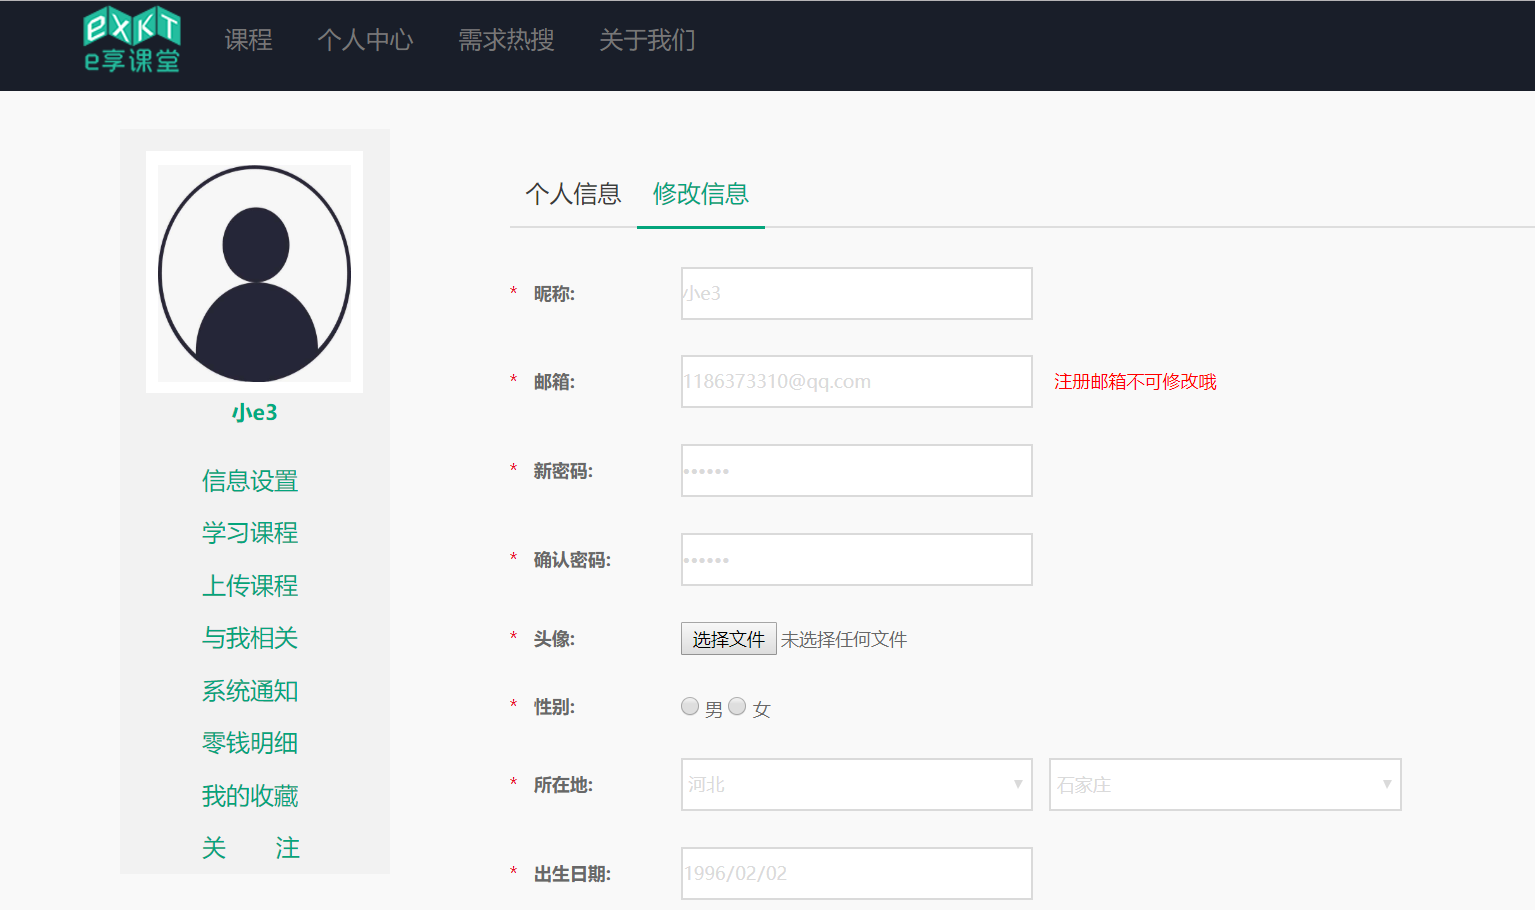 eXKT
e享课堂
课程 个人中心 需求热搜 关于我们
小e3
信息设置
学习课程
上传课程
与我相关
系统通知
零钱明细
我的收藏
关 注
个人信息 修改信息
* 昵称: 小e3
* 邮箱: 1186373310@qq.com 注册邮箱不可修改哦
* 新密码: ••••••
* 确认密码: ••••••
* 头像: 选择文件 未选择任何文件
* 性别: 男 女
* 所在地: 河北 石家庄
* 出生日期: 1996/02/02